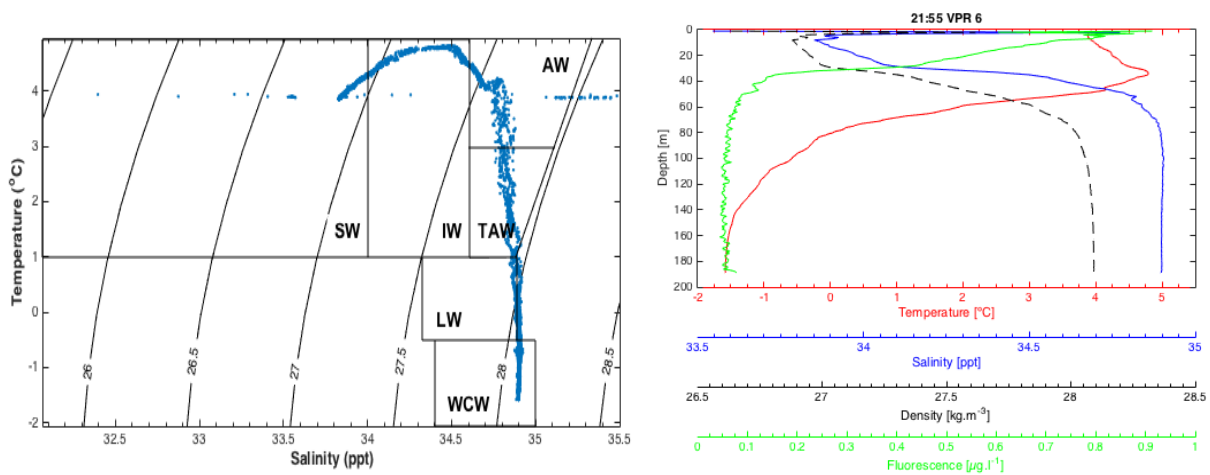 4
3
2
1
0
-1
-2
Temperature (°C)
AW
SW
IW
TAW
LW
WCW
26
26.5
27
27.5
28
28.5
32.5
33
33.5
34
34.5
35
35.5
Salinity (ppt)
21:55 VPR 6
0
20
40
60
80
100
120
140
160
180
200
Depth [m]
-2 -1 0 1 2 3 4 5
Temperature [°C]
33.5 34 34.5 35
Salinity [ppt]
26.5 27 27.5 28 28.5
Density [kg.m⁻³]
0 0.1 0.2 0.3 0.4 0.5 0.6 0.7 0.8 0.9 1
Fluorescence [µg.l⁻¹]